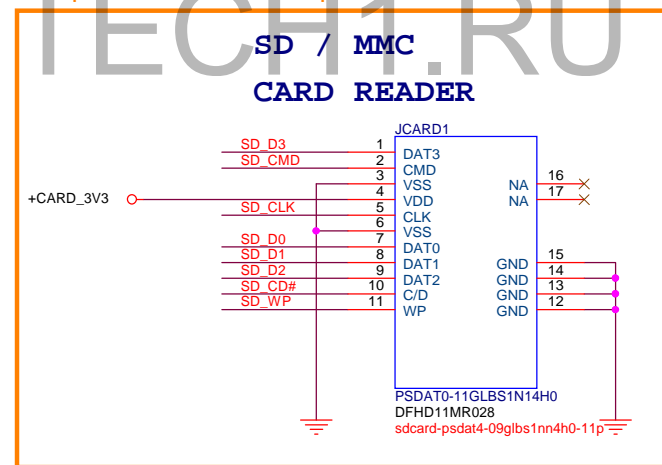 TECH1.RU
SD / MMC
CARD READER
JCARD1
SD_D3 1 DAT3
SD_CMD 2 CMD
3 VSS NA 16
+CARD_3V3 4 VDD NA 17
SD_CLK 5 CLK
6 VSS
SD_D0 7 DAT0
SD_D1 8 DAT1 GND 15
SD_D2 9 DAT2 GND 14
SD_CD# 10 C/D GND 13
SD_WP 11 WP GND 12
PSDAT0-11GLBS1N14H0
DFHD11MR028
sdcard-psdat4-09glbs1nn4h0-11p